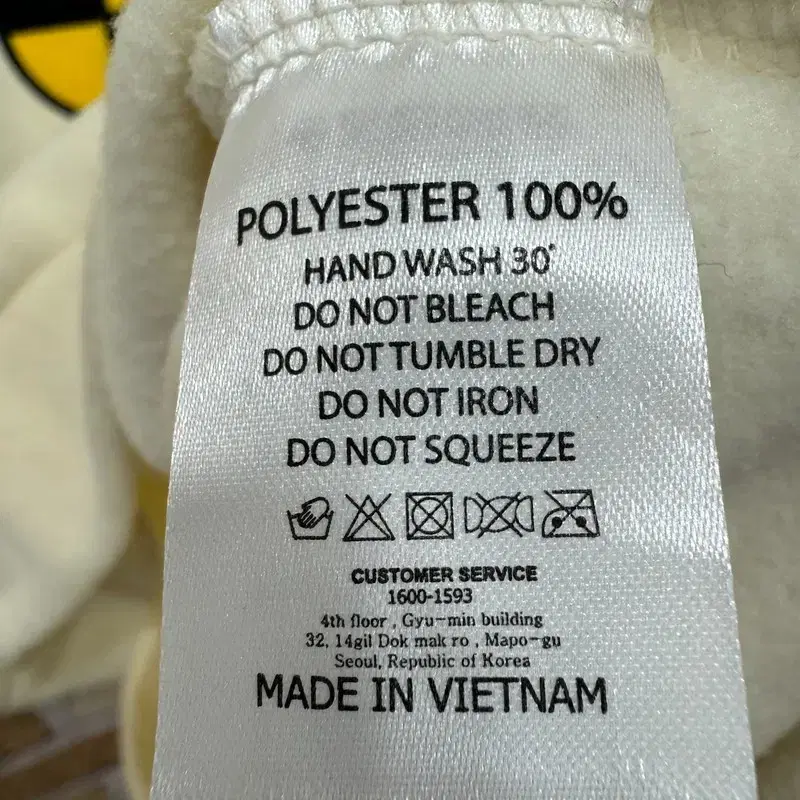 POLYESTER 100%
HAND WASH 30°
DO NOT BLEACH
DO NOT TUMBLE DRY
DO NOT IRON
DO NOT SQUEEZE
CUSTOMER SERVICE
1600-1593
4th floor , Gyu-min building
32, 14gil Dok mak ro , Mapo-gu
Seoul, Republic of Korea
MADE IN VIETNAM